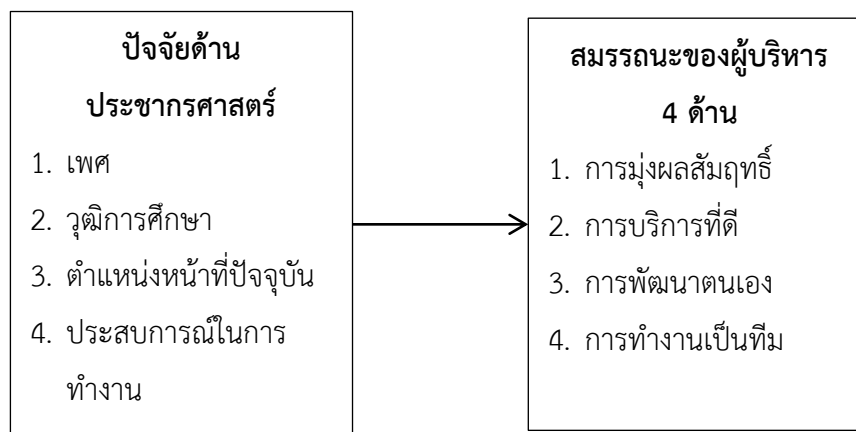 ปัจจัยด้าน
ประชากรศาสตร์
1. เพศ
2. วุฒิการศึกษา
3. ตำแหน่งหน้าที่ปัจจุบัน
4. ประสบการณ์ในการ
ทำงาน
สมรรถนะของผู้บริหาร
4 ด้าน
1. การมุ่งผลสัมฤทธิ์
2. การบริการที่ดี
3. การพัฒนาตนเอง
4. การทำงานเป็นทีม